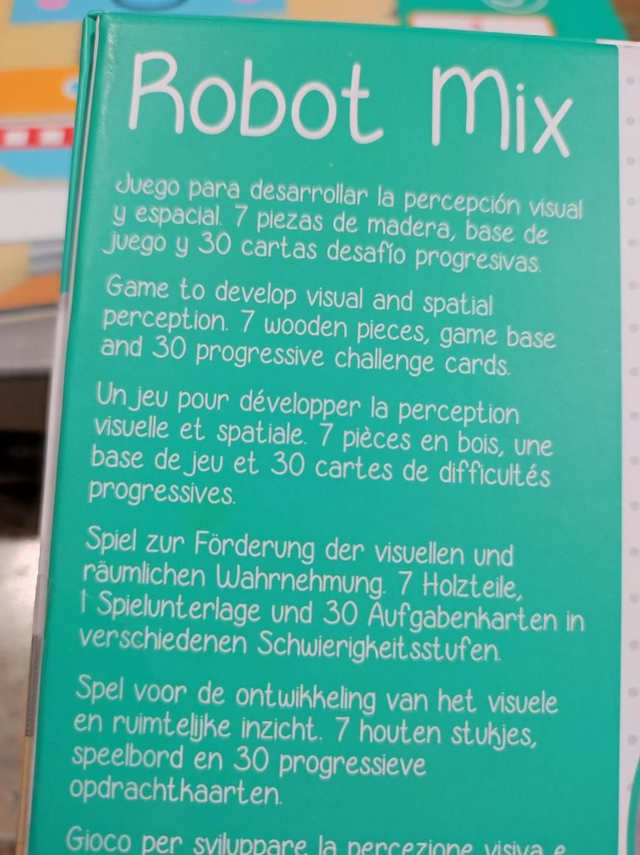 Robot Mix
Juego para desarrollar la percepción visual
y espacial. 7 piezas de madera, base de
juego y 30 cartas desafío progresivas.
Game to develop visual and spatial
perception. 7 wooden pieces, game base
and 30 progressive challenge cards.
Un jeu pour développer la perception
visuelle et spatiale. 7 pièces en bois, une
base de jeu et 30 cartes de difficultés
progressives.
Spiel zur Förderung der visuellen und
räumlichen Wahrnehmung. 7 Holzteile,
1 Spielunterlage und 30 Aufgabenkarten in
verschiedenen Schwierigkeitsstufen.
Spel voor de ontwikkeling van het visuele
en ruimtelijke inzicht. 7 houten stukjes,
speelbord en 30 progressieve
opdrachtkaarten.
Gioco per sviluppare la percezione visiva e